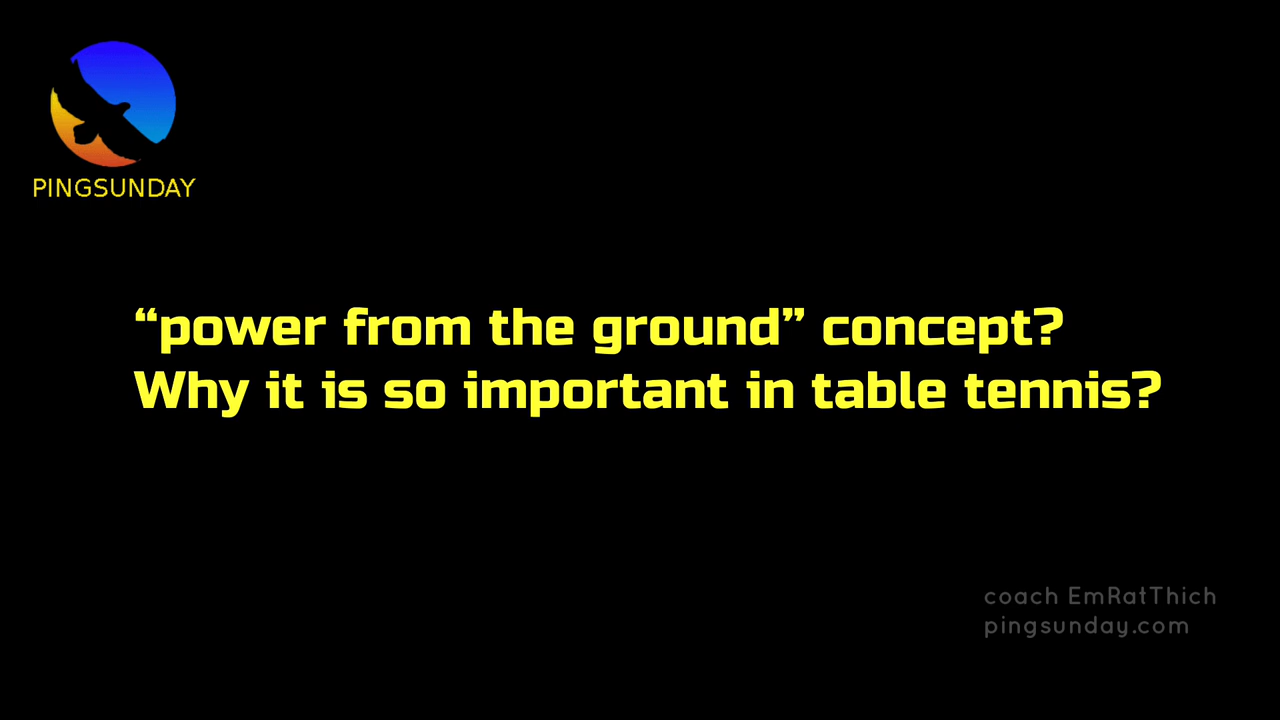 PINGSUNDAY
“power from the ground” concept?
Why it is so important in table tennis?
coach EmRatThich
pingsunday.com